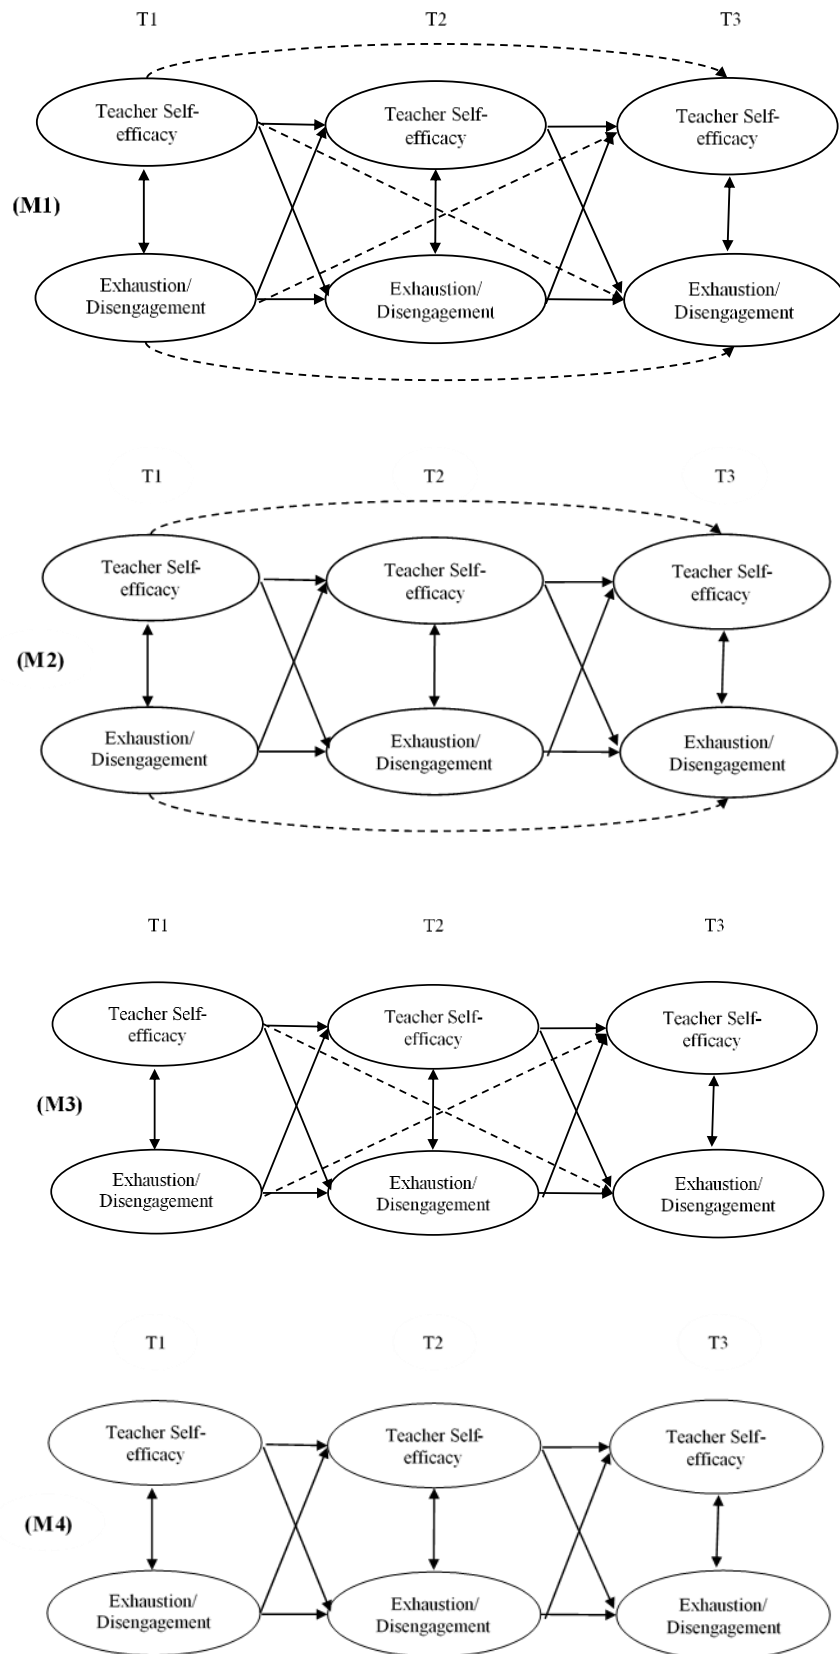 T1 T2 T3
Teacher Self-
efficacy
Teacher Self-
efficacy
Teacher Self-
efficacy
(M1)
Exhaustion/
Disengagement
Exhaustion/
Disengagement
Exhaustion/
Disengagement
T1 T2 T3
Teacher Self-
efficacy
Teacher Self-
efficacy
Teacher Self-
efficacy
(M2)
Exhaustion/
Disengagement
Exhaustion/
Disengagement
Exhaustion/
Disengagement
T1 T2 T3
Teacher Self-
efficacy
Teacher Self-
efficacy
Teacher Self-
efficacy
(M3)
Exhaustion/
Disengagement
Exhaustion/
Disengagement
Exhaustion/
Disengagement
T1 T2 T3
Teacher Self-
efficacy
Teacher Self-
efficacy
Teacher Self-
efficacy
(M4)
Exhaustion/
Disengagement
Exhaustion/
Disengagement
Exhaustion/
Disengagement